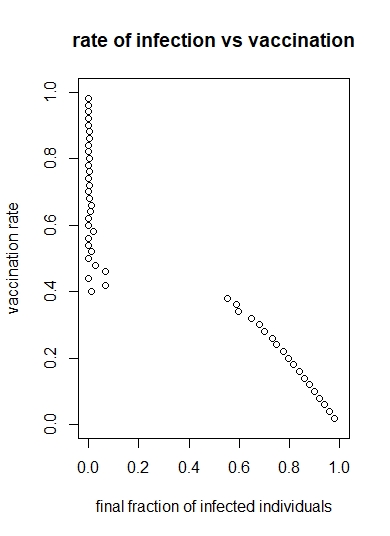 rate of infection vs vaccination
1.0
0.8
0.6
0.4
0.2
0.0
vaccination rate
0.0 0.2 0.4 0.6 0.8 1.0
final fraction of infected individuals